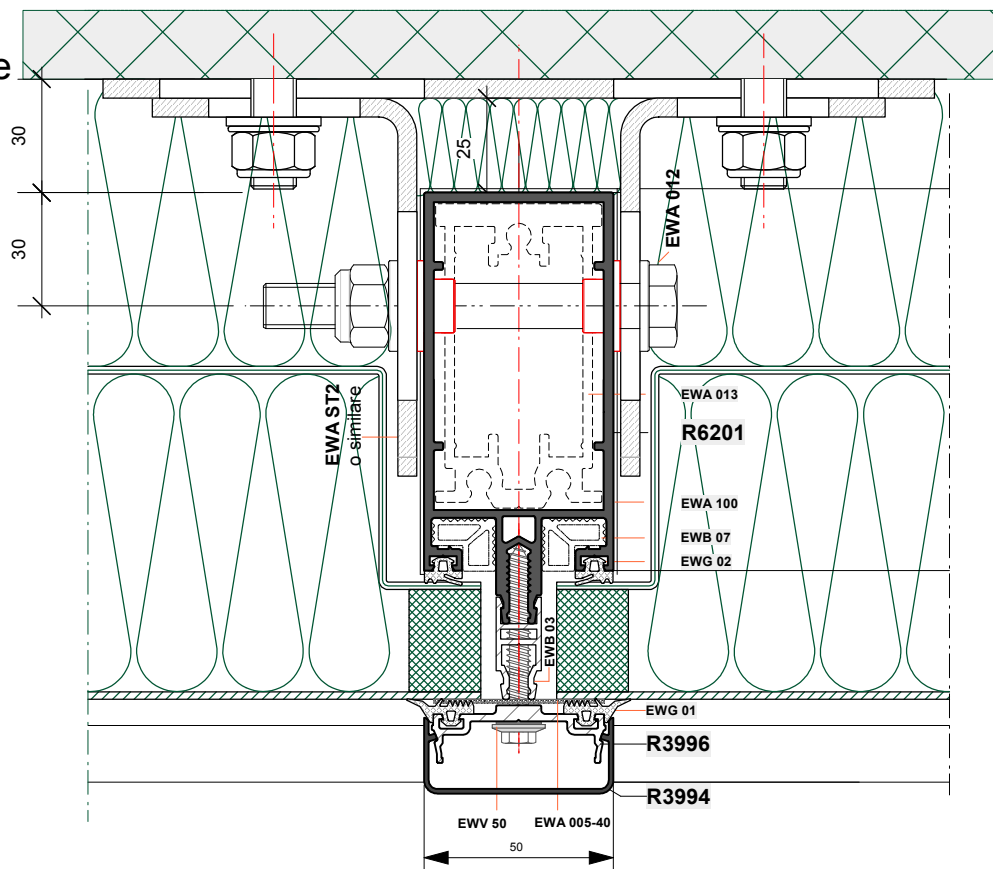 e
30
25
30
EWA 012
EWA ST2
o similare
EWA 013
R6201
EWA 100
EWB 07
EWG 02
EWB 03
EWG 01
R3996
R3994
EWV 50
EWA 005-40
50